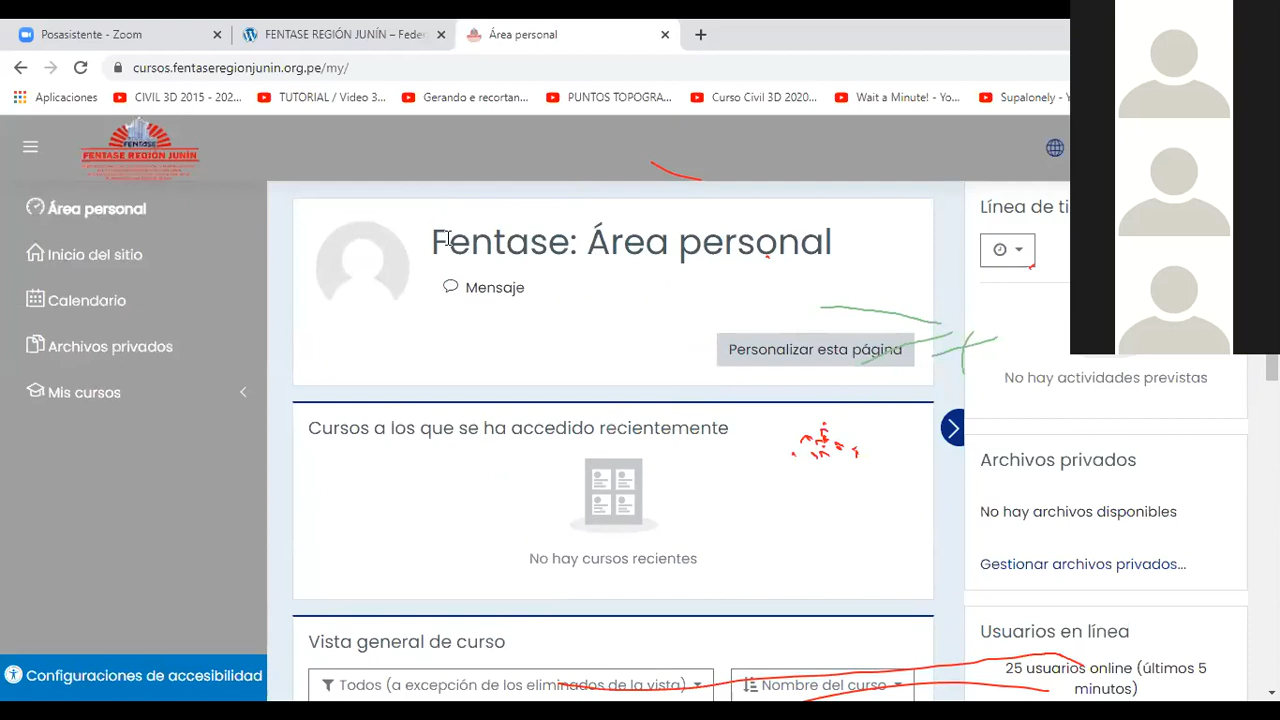 Posasistente - Zoom
FENTASE REGIÓN JUNÍN – Fede
Área personal
cursos.fentaseregionjunin.org.pe/my/
Aplicaciones
CIVIL 3D 2015 - 202...
TUTORIAL / Video 3...
Gerando e recortan...
PUNTOS TOPOGRA...
Curso Civil 3D 2020...
Wait a Minute! - Yo...
Supalonely - Y
FENTASE
FENTASE REGIÓN JUNÍN
Área personal
Inicio del sitio
Calendario
Archivos privados
Mis cursos
Configuraciones de accesibilidad
Fentase: Área personal
Mensaje
Personalizar esta página
Cursos a los que se ha accedido recientemente
No hay cursos recientes
Vista general de curso
Todos (a excepción de los eliminados de la vista)
Nombre del curso
Línea de ti
No hay actividades previstas
Archivos privados
No hay archivos disponibles
Gestionar archivos privados...
Usuarios en línea
25 usuarios online (últimos 5
minutos)